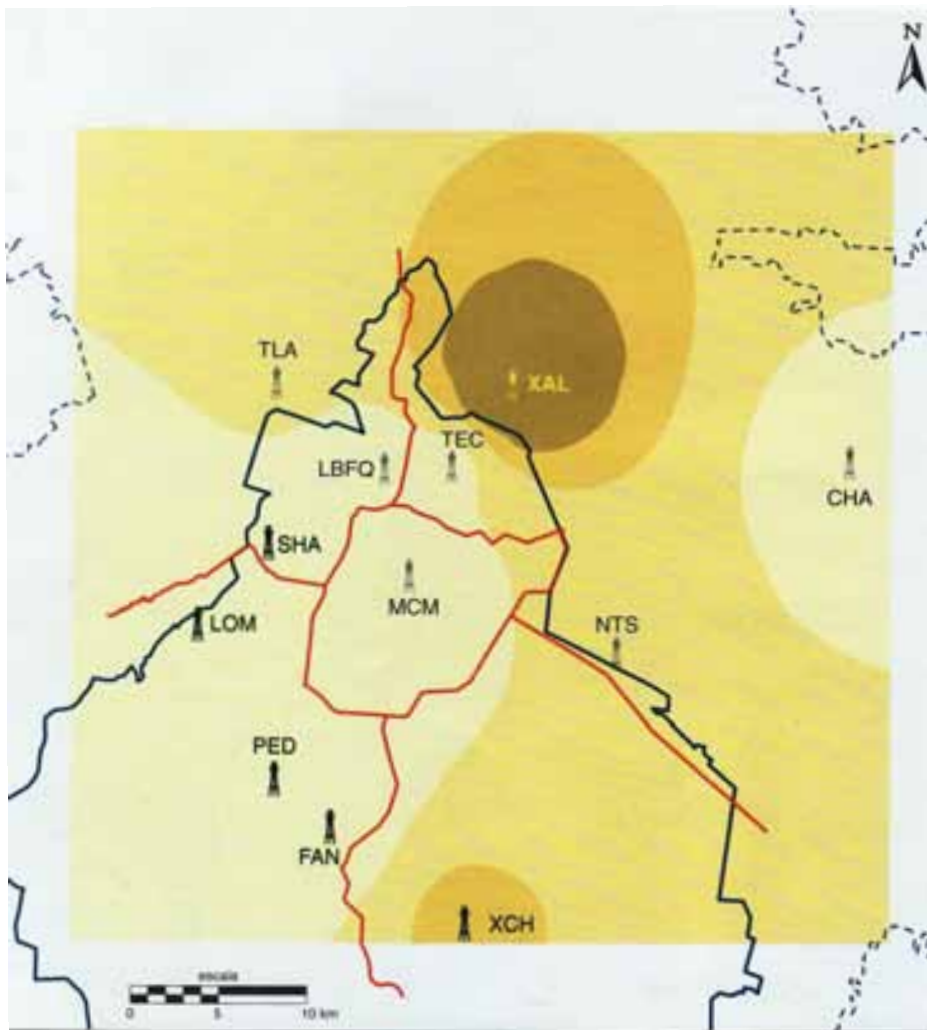 N
TLA
XAL
TEC
LBFQ
CHA
SHA
MCM
LOM
NTS
PED
FAN
XCH
escala
0 5 10 km